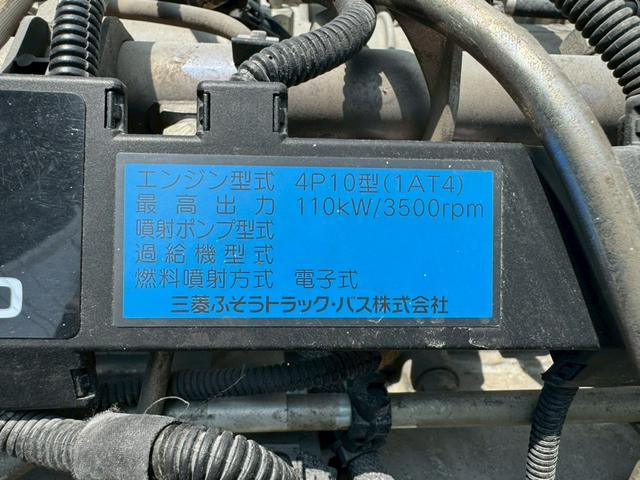 エンジン型式 4P10型(1AT4)
最高出力 110kW/3500rpm
噴射ポンプ型式
過給機型式
燃料噴射方式 電子式
三菱ふそうトラック・バス株式会社